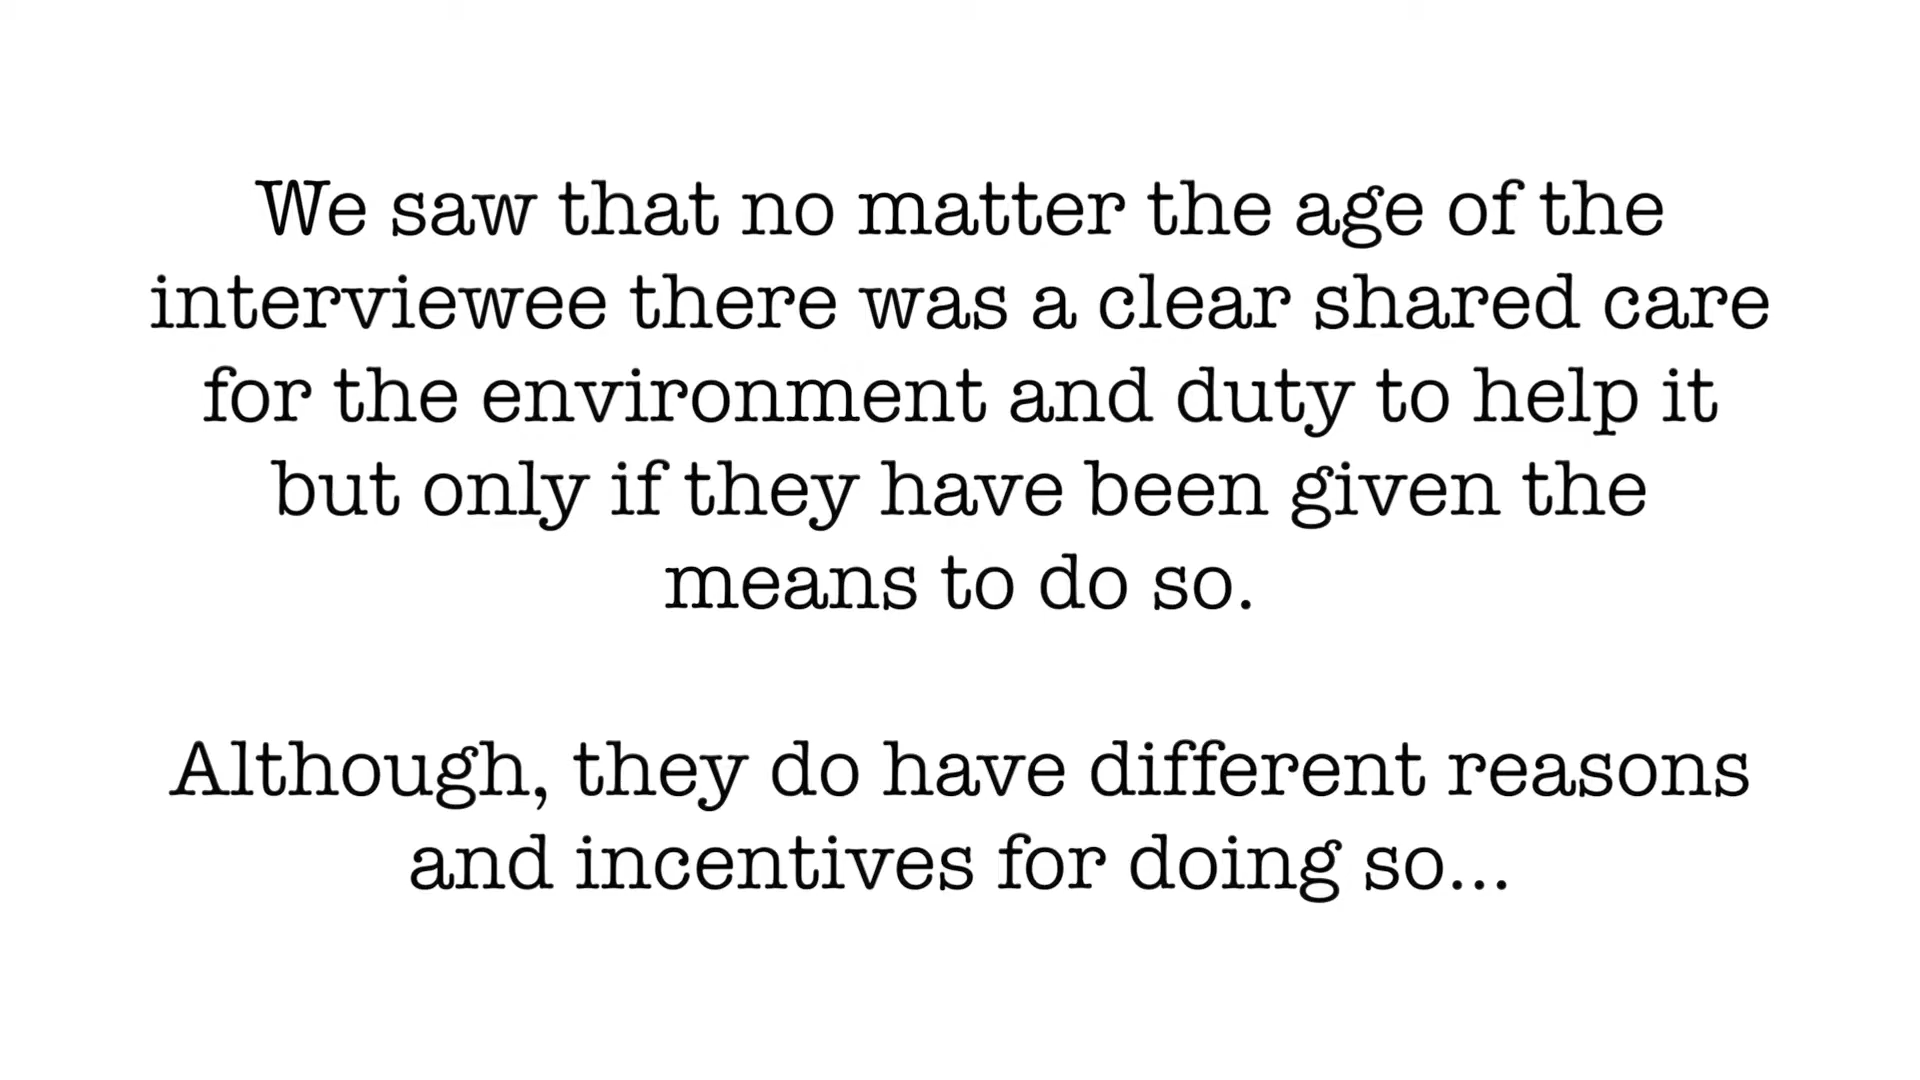 We saw that no matter the age of the
interviewee there was a clear shared care
for the environment and duty to help it
but only if they have been given the
means to do so.
Although, they do have different reasons
and incentives for doing so...